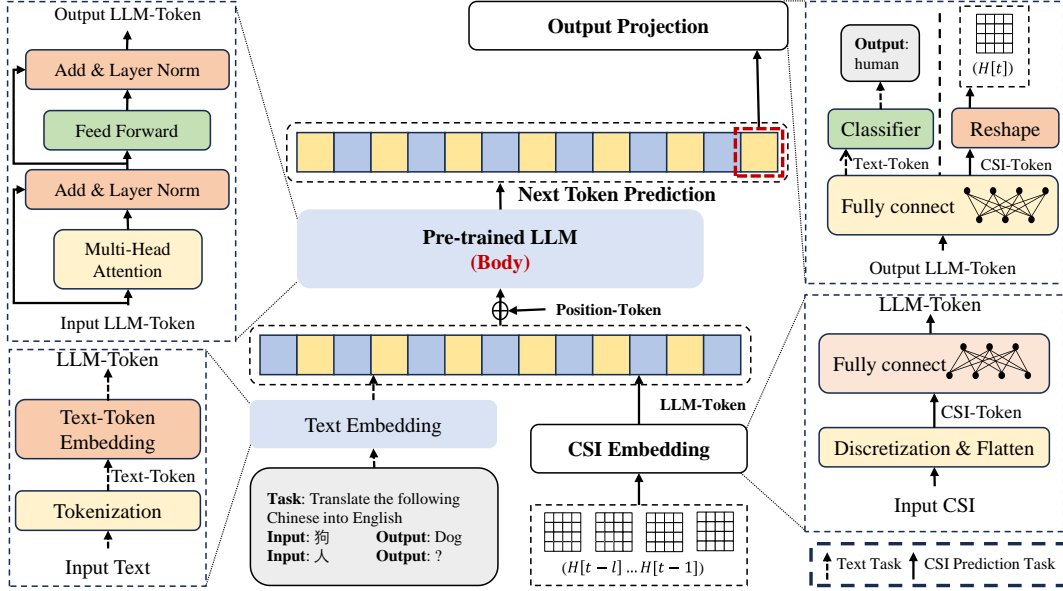 Output LLM-Token
Add & Layer Norm
Feed Forward
Add & Layer Norm
Multi-Head
Attention
Input LLM-Token
LLM-Token
Text-Token
Embedding
Text-Token
Tokenization
Input Text
Output Projection
Next Token Prediction
Pre-trained LLM
(Body)
Position-Token
LLM-Token
Text Embedding
CSI Embedding
Task: Translate the following
Chinese into English
Input: 狗 Output: Dog
Input: 人 Output: ?
(H[t − l] ... H[t − 1])
Output:
human
(H[t])
Classifier
Reshape
Text-Token
CSI-Token
Fully connect
Output LLM-Token
LLM-Token
Fully connect
CSI-Token
Discretization & Flatten
Input CSI
Text Task
CSI Prediction Task